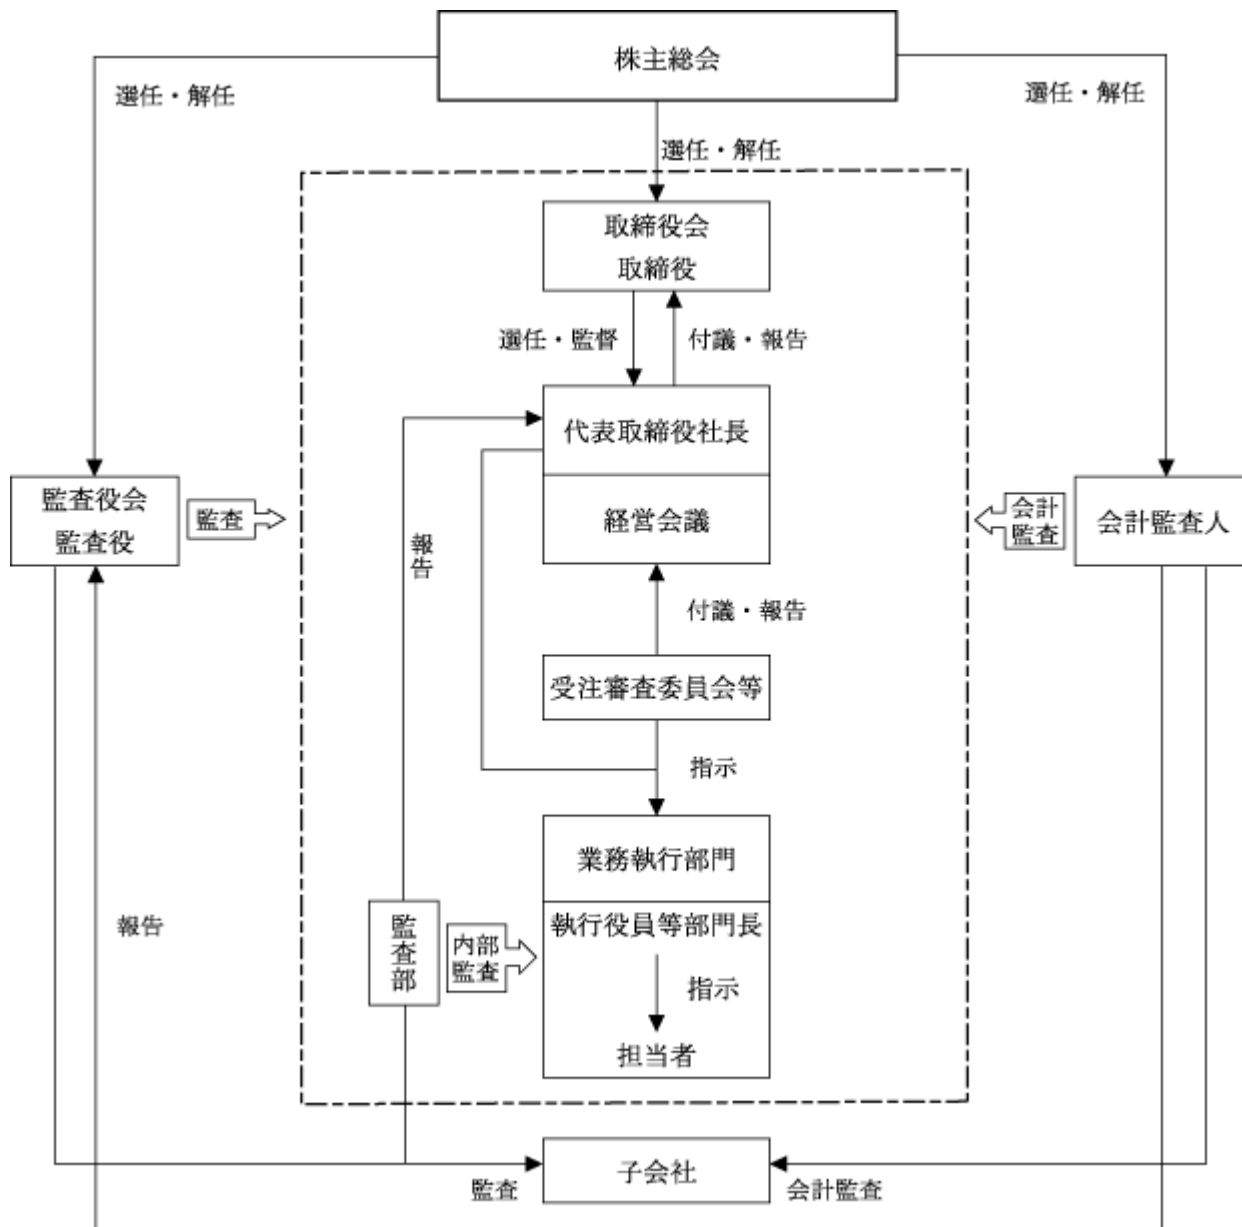 株主総会
選任・解任
選任・解任
選任・解任
取締役会
取締役
選任・監督
付議・報告
代表取締役社長
監査役会
監査役
監査
経営会議
会計
監査
会計監査人
報告
付議・報告
受注審査委員会等
指示
業務執行部門
報告
監査部
内部
監査
執行役員等部門長
指示
担当者
子会社
監査
会計監査